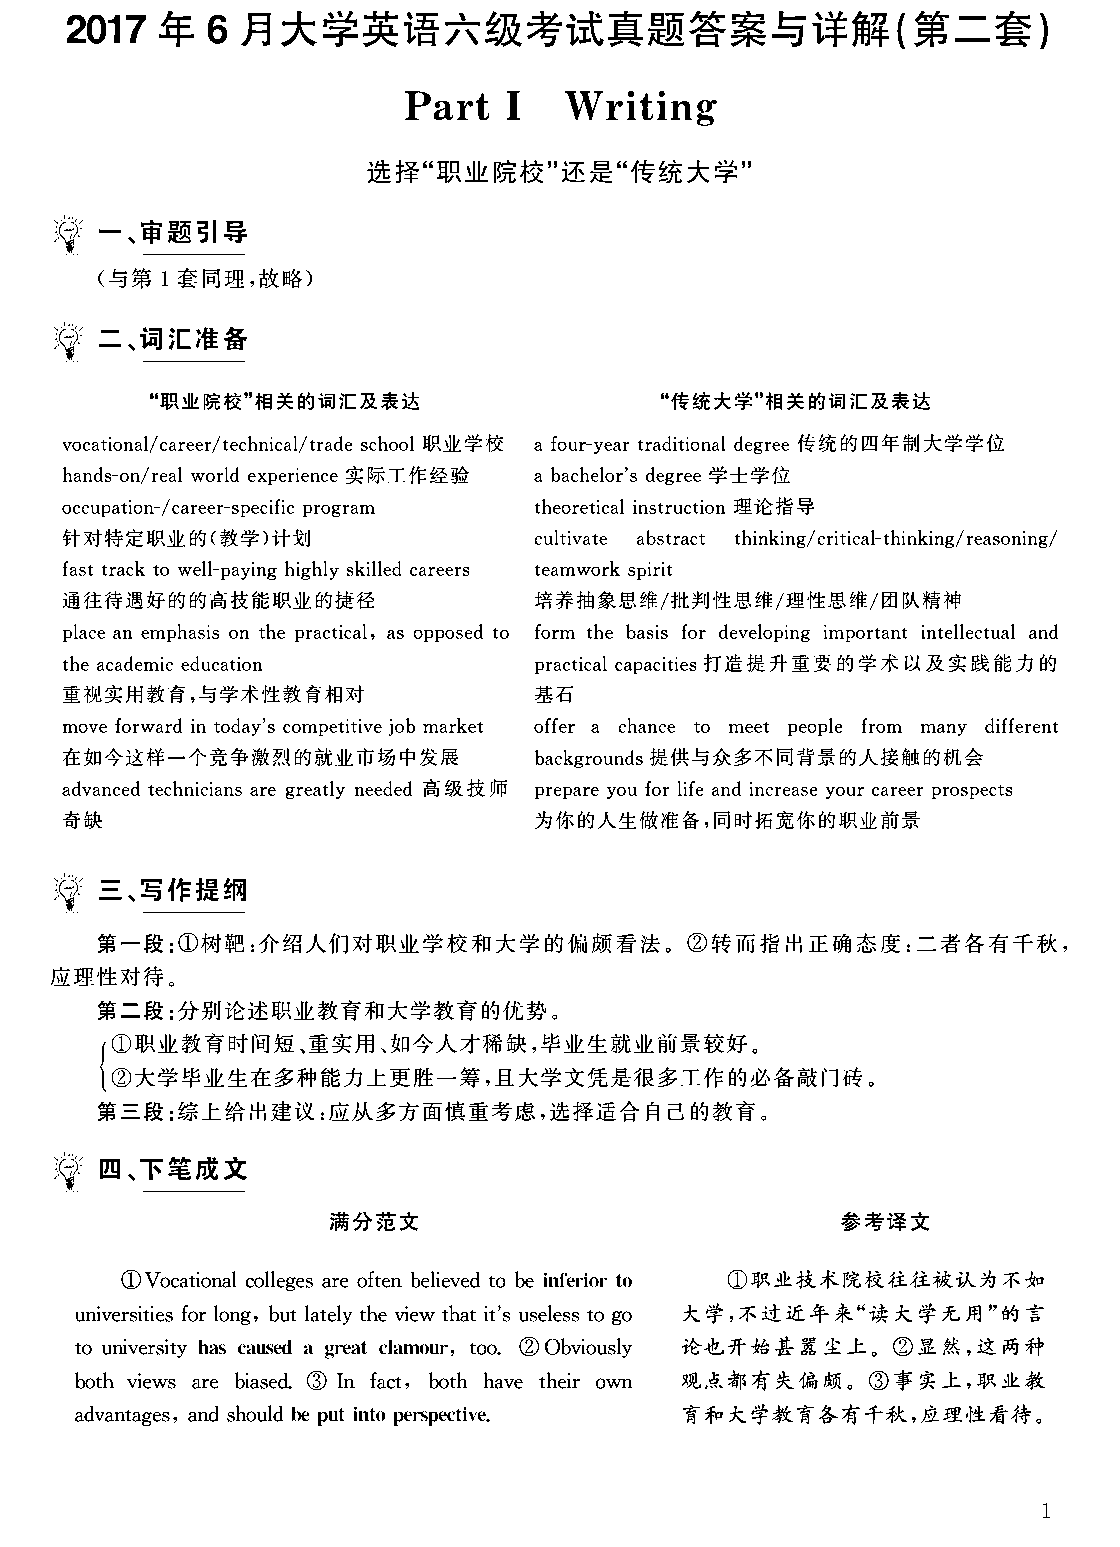 2017 年 6 月大学英语六级考试真题答案与详解(第二套)
Part I Writing
选择“职业院校”还是“传统大学”
一、审题引导
(与第 1 套同理,故略)
二、词汇准备
“职业院校”相关的词汇及表达
vocational/career/technical/trade school 职业学校
hands-on/real world experience 实际工作经验
occupation-/career-specific program
针对特定职业的(教学)计划
fast track to well-paying highly skilled careers
通往待遇好的的高技能职业的捷径
place an emphasis on the practical, as opposed to
the academic education
重视实用教育,与学术性教育相对
move forward in today's competitive job market
在如今这样一个竞争激烈的就业市场中发展
advanced technicians are greatly needed 高级技师
奇缺
“传统大学”相关的词汇及表达
a four-year traditional degree 传统的四年制大学学位
a bachelor's degree 学士学位
theoretical instruction 理论指导
cultivate abstract thinking/critical-thinking/reasoning/
teamwork spirit
培养抽象思维/批判性思维/理性思维/团队精神
form the basis for developing important intellectual and
practical capacities 打造提升重要的学术以及实践能力的
基石
offer a chance to meet people from many different
backgrounds 提供与众多不同背景的人接触的机会
prepare you for life and increase your career prospects
为你的人生做准备,同时拓宽你的职业前景
三、写作提纲
第一段:①树靶:介绍人们对职业学校和大学的偏颇看法。②转而指出正确态度:二者各有千秋,
应理性对待。
第二段:分别论述职业教育和大学教育的优势。
①职业教育时间短、重实用、如今人才稀缺,毕业生就业前景较好。
②大学毕业生在多种能力上更胜一筹,且大学文凭是很多工作的必备敲门砖。
第三段:综上给出建议:应从多方面慎重考虑,选择适合自己的教育。
四、下笔成文
满分范文
①Vocational colleges are often believed to be inferior to
universities for long, but lately the view that it's useless to go
to university has caused a great clamour, too. ②Obviously
both views are biased. ③ In fact, both have their own
advantages, and should be put into perspective.
参考译文
①职业技术院校往往被认为不如
大学,不过近年来“读大学无用”的言
论也开始甚嚣尘上。②显然,这两种
观点都有失偏颇。③事实上,职业教
育和大学教育各有千秋,应理性看待。
1